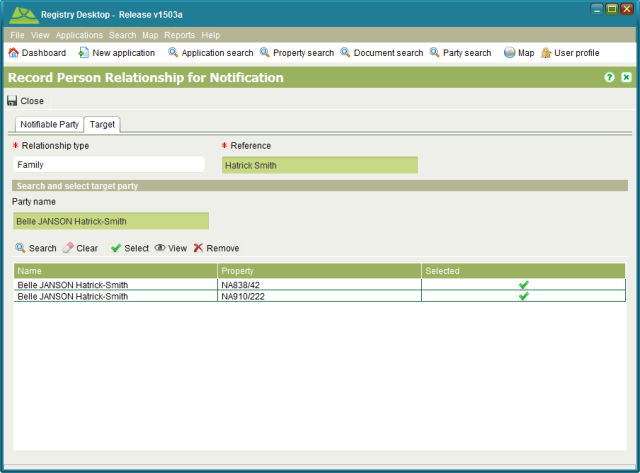 Registry Desktop - Release v1503a
File View Applications Search Map Reports Help
Dashboard New application Application search Property search Document search Party search Map User profile
Record Person Relationship for Notification
Close
Notifiable Party Target
* Relationship type * Reference
Family Hatrick Smith
Search and select target party
Party name
Belle JANSON Hatrick-Smith
Search Clear Select View Remove
Name Property Selected
Belle JANSON Hatrick-Smith NA838/42
Belle JANSON Hatrick-Smith NA910/222